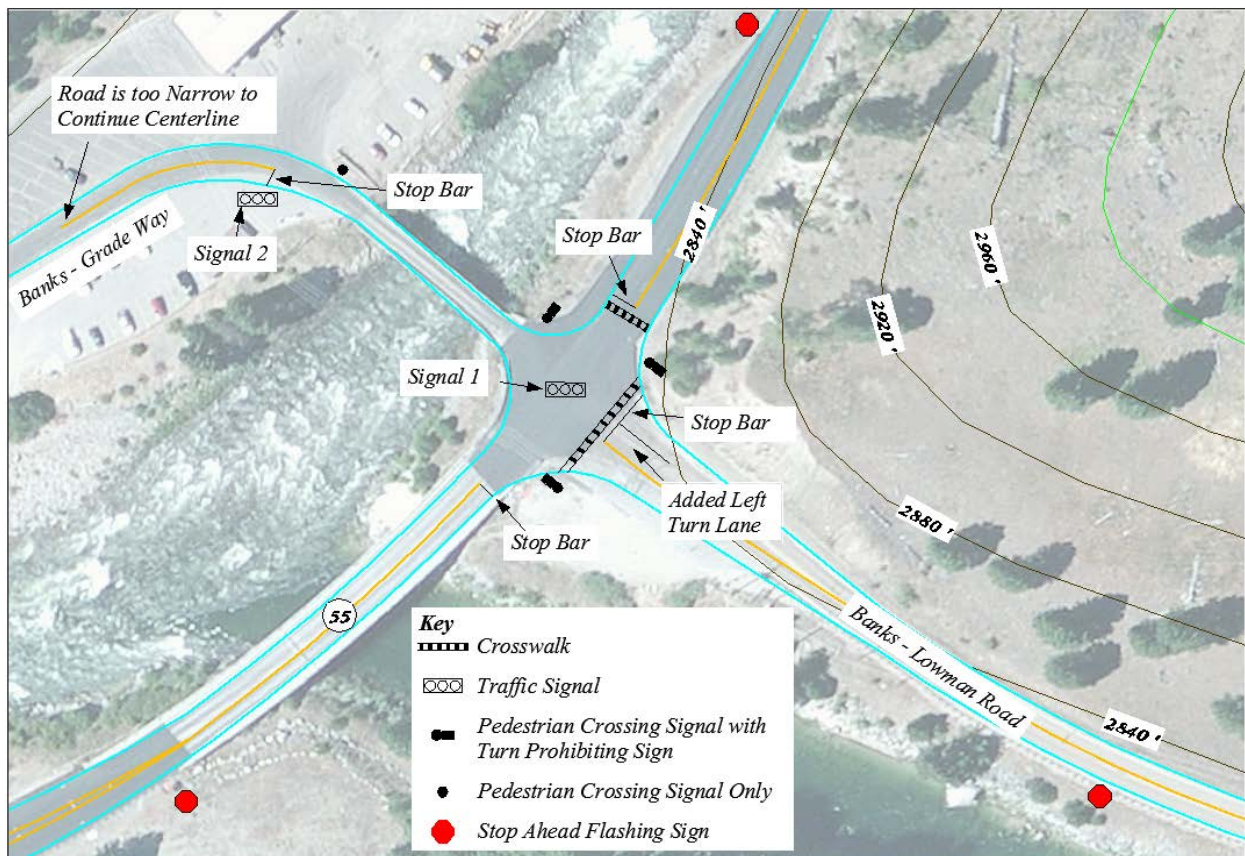 Road is too Narrow to
Continue Centerline
Stop Bar
Signal 2
Banks - Grade Way
Stop Bar
2840 '
2960 '
2920 '
Signal 1
Stop Bar
Added Left
Turn Lane
Stop Bar
2880 '
55
Banks - Lowman Road
2840 '
Key
Crosswalk
Traffic Signal
Pedestrian Crossing Signal with
Turn Prohibiting Sign
Pedestrian Crossing Signal Only
Stop Ahead Flashing Sign